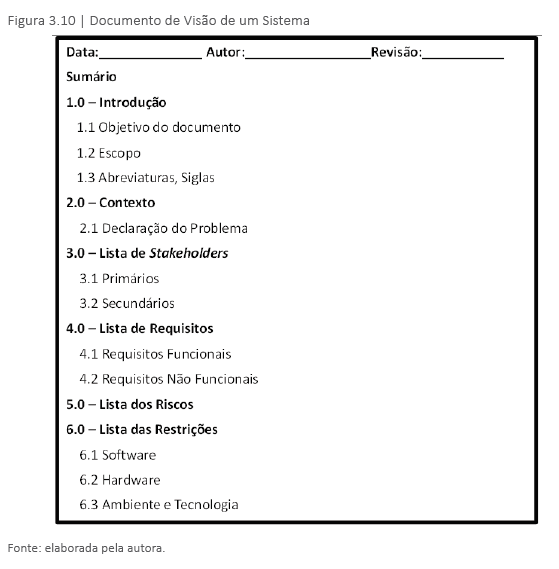 Figura 3.10 | Documento de Visão de um Sistema
Data:_______________ Autor:__________________Revisão:____________
Sumário
1.0 – Introdução
1.1 Objetivo do documento
1.2 Escopo
1.3 Abreviaturas, Siglas
2.0 – Contexto
2.1 Declaração do Problema
3.0 – Lista de Stakeholders
3.1 Primários
3.2 Secundários
4.0 – Lista de Requisitos
4.1 Requisitos Funcionais
4.2 Requisitos Não Funcionais
5.0 – Lista dos Riscos
6.0 – Lista das Restrições
6.1 Software
6.2 Hardware
6.3 Ambiente e Tecnologia
Fonte: elaborada pela autora.